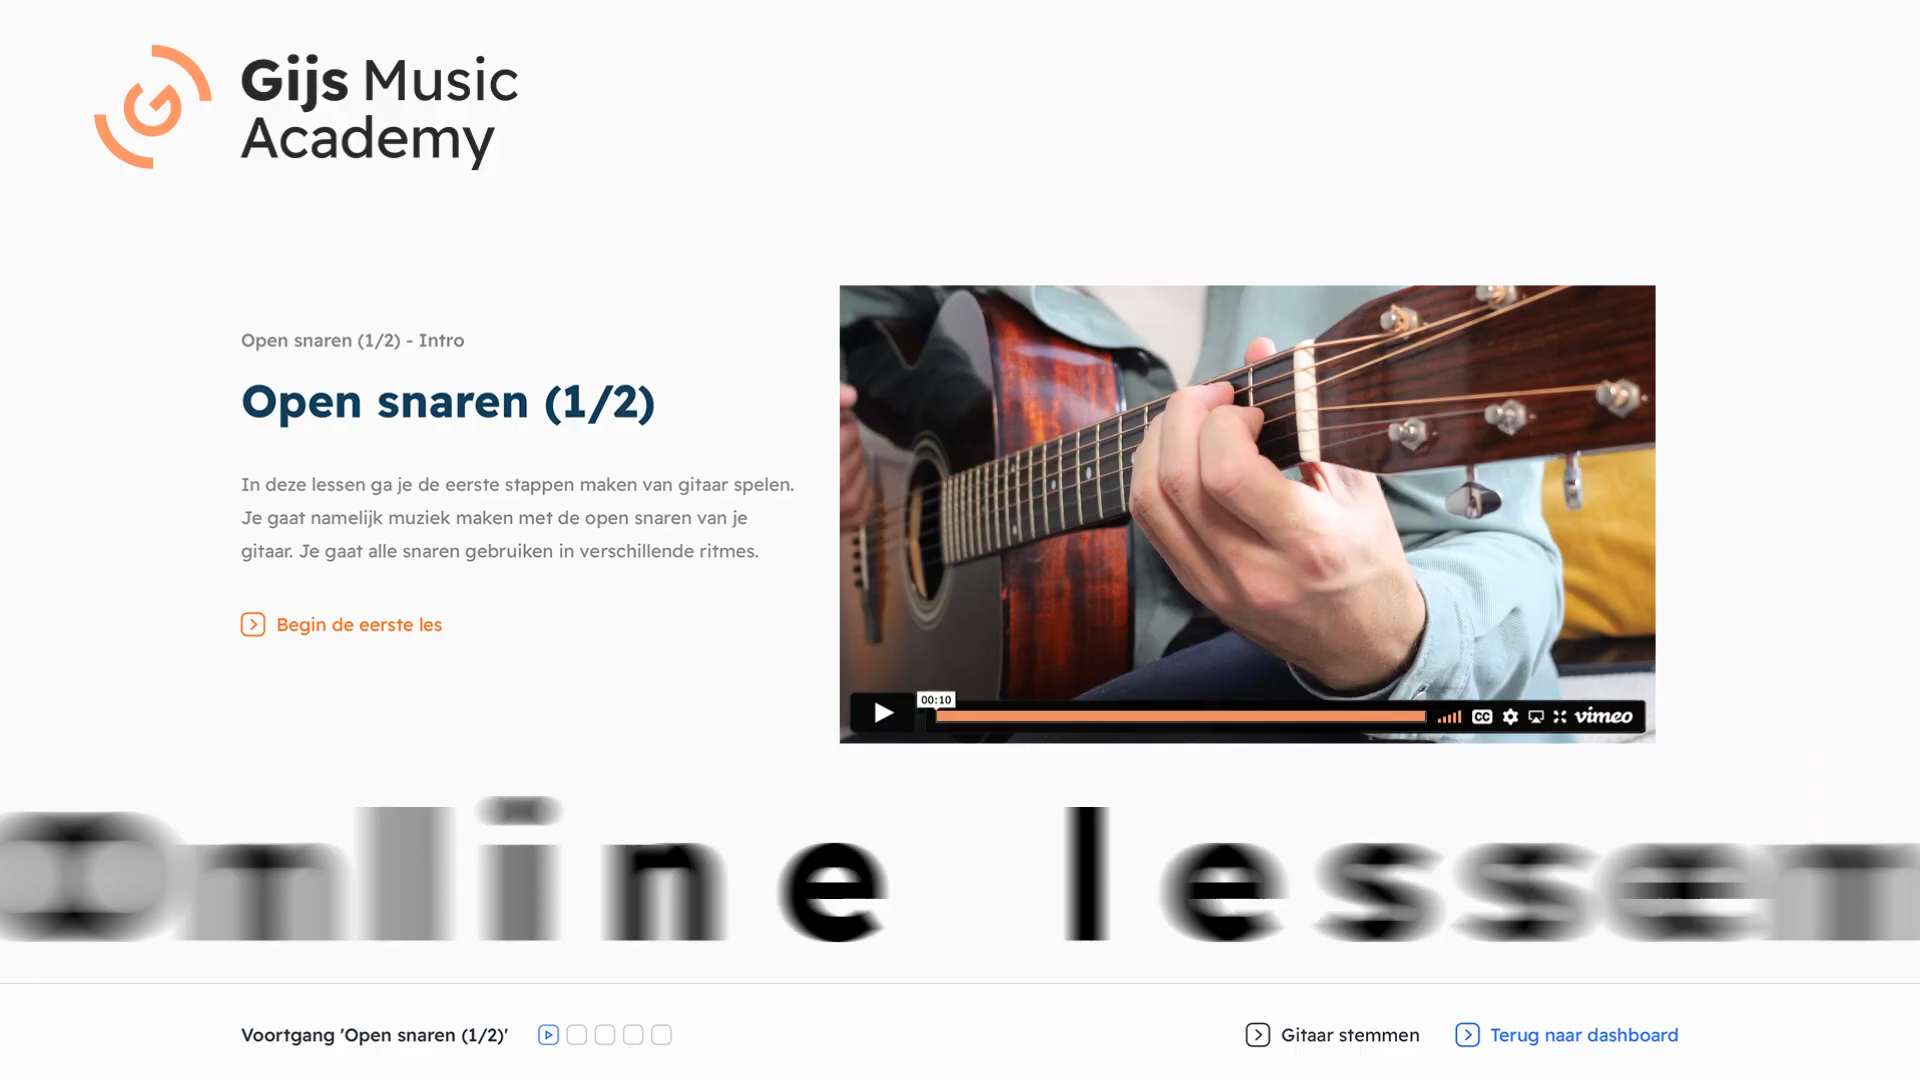 Gijs Music
Academy
Open snaren (1/2) - Intro
Open snaren (1/2)
In deze lessen ga je de eerste stappen maken van gitaar spelen.
Je gaat namelijk muziek maken met de open snaren van je
gitaar. Je gaat alle snaren gebruiken in verschillende ritmes.
Begin de eerste les
00:10
CC
vimeo
Online lessen
Voortgang 'Open snaren (1/2)'
Gitaar stemmen
Terug naar dashboard